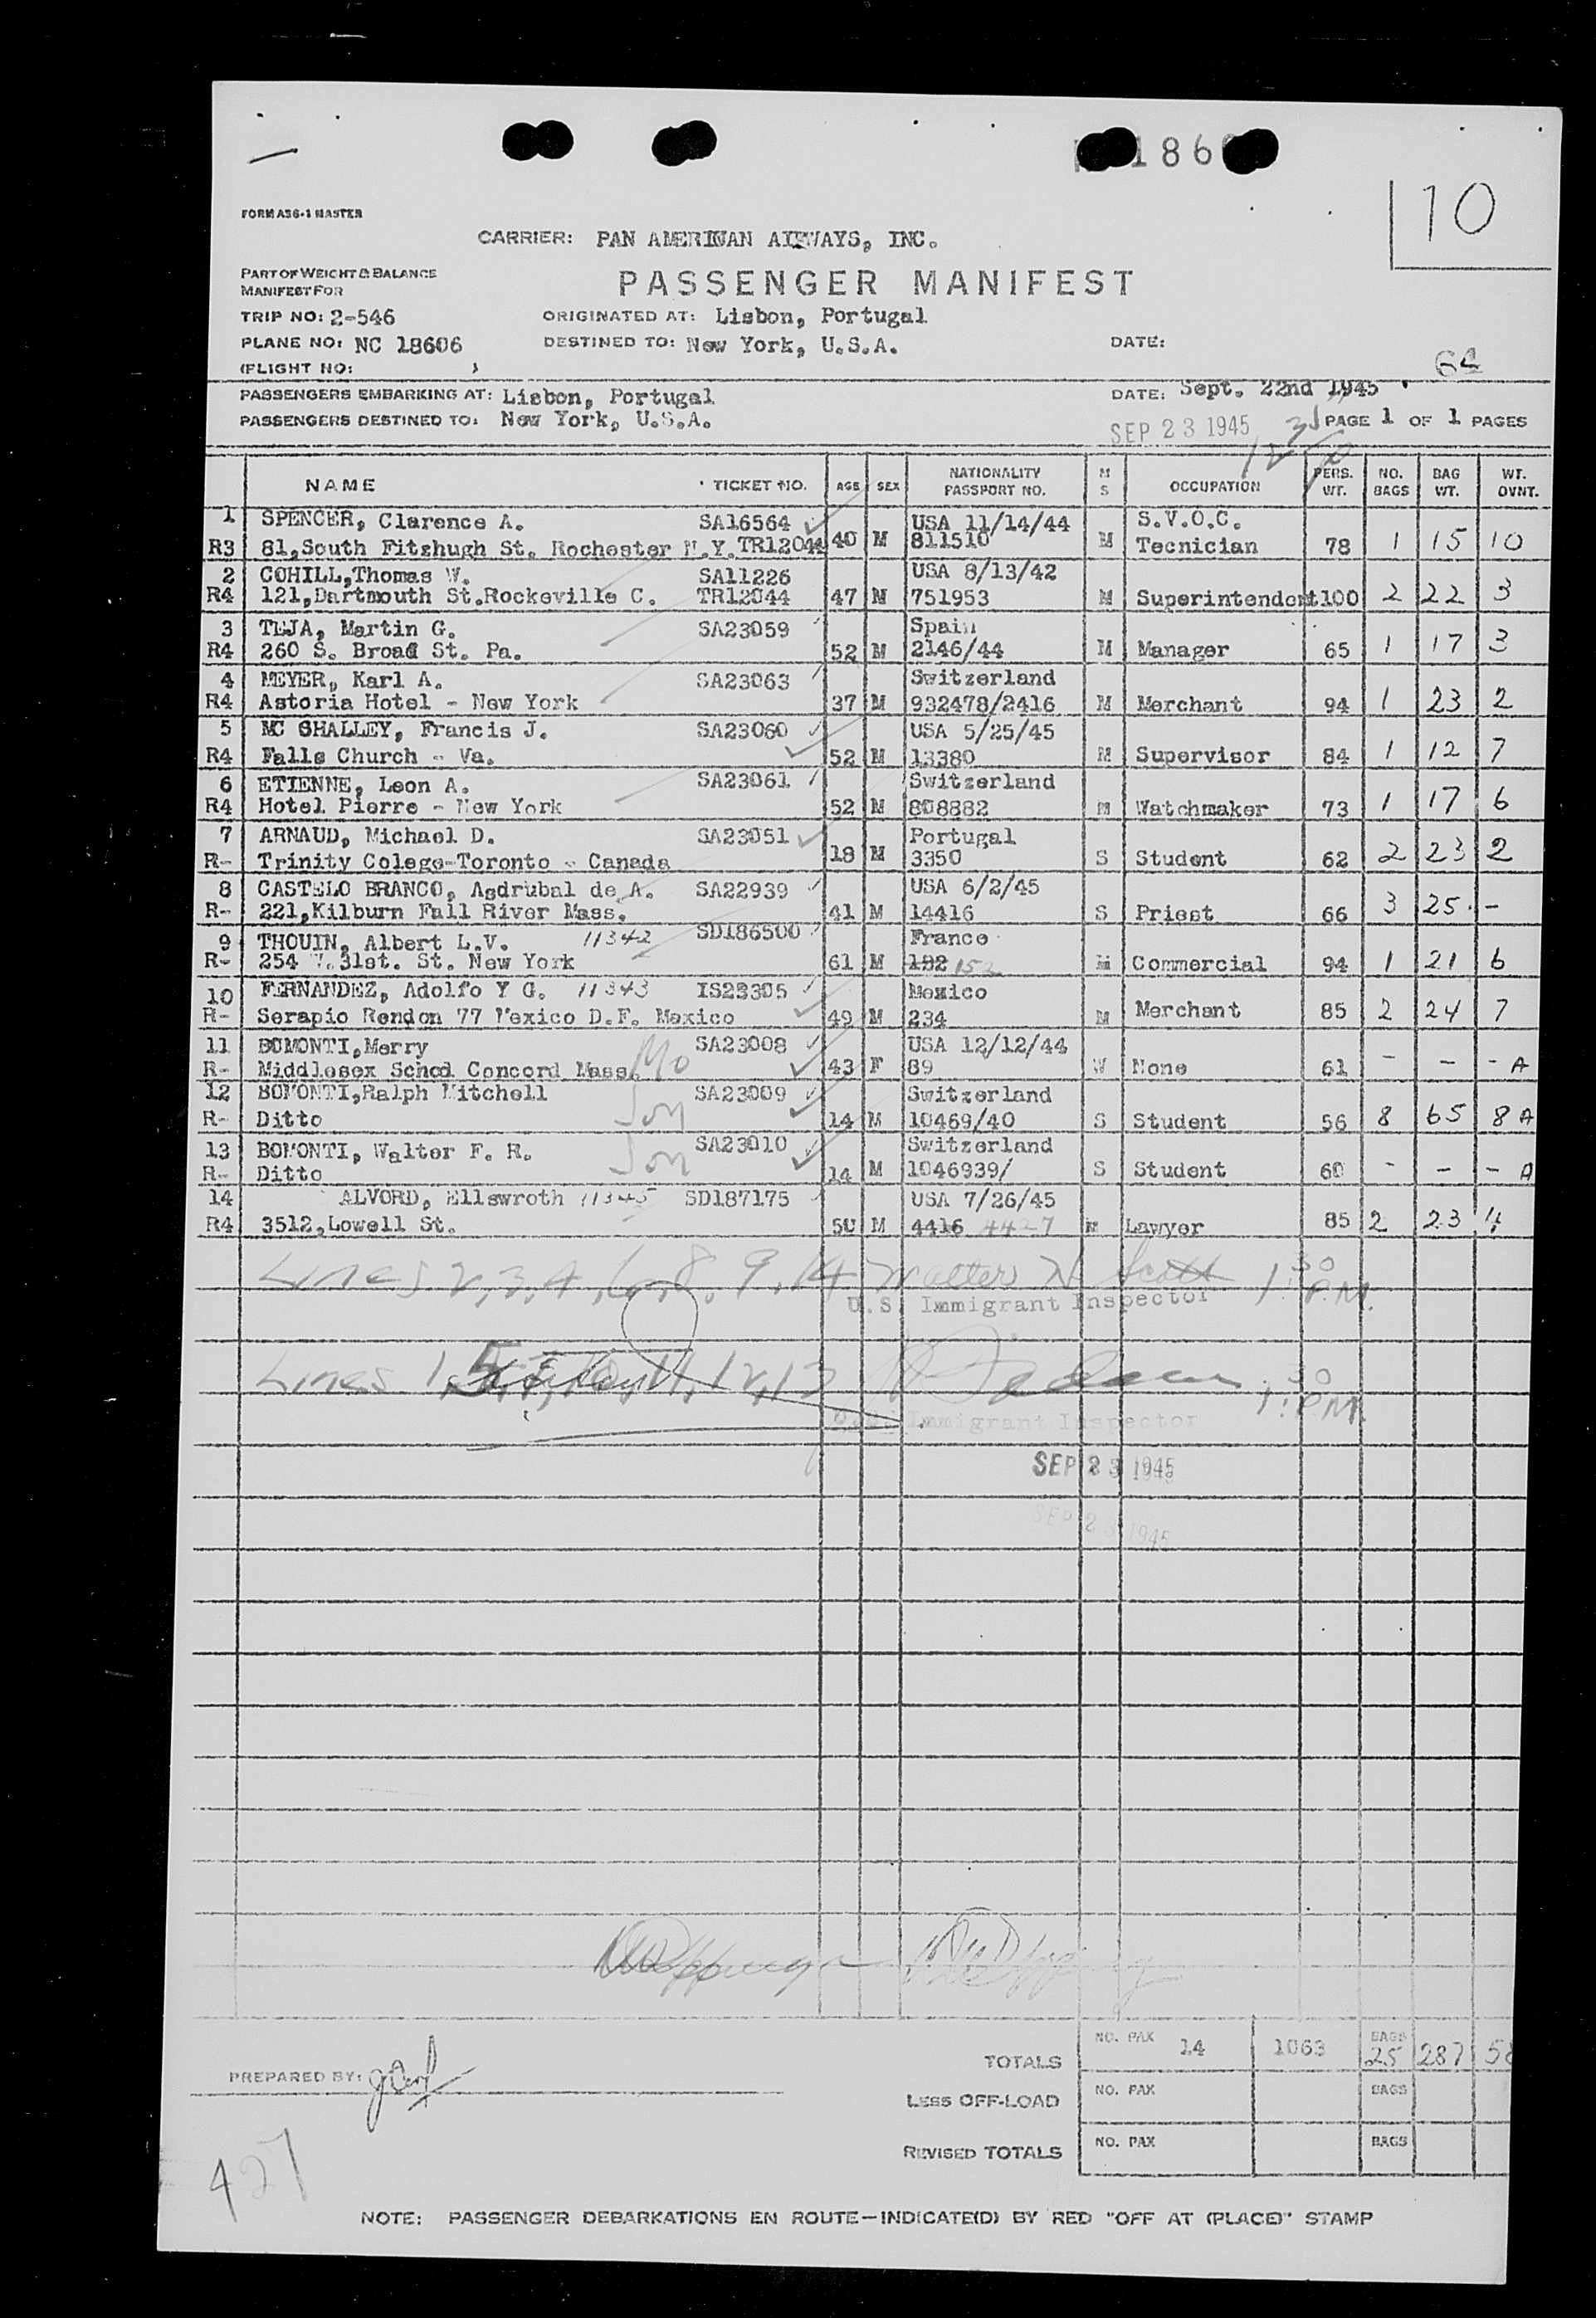 186
10
FORM A36-1 MASTER
CARRIER: PAN AMERIWAN AIRWAYS, INC.
PART OF WEIGHT & BALANCE
MANIFEST FOR
PASSENGER MANIFEST
TRIP NO: 2-546 ORIGINATED AT: Lisbon, Portugal
PLANE NO: NC 18606 DESTINED TO: New York, U.S.A. DATE:
(FLIGHT NO: )
PASSENGERS EMBARKING AT: Lisbon, Portugal DATE: Sept. 22nd 1945
PASSENGERS DESTINED TO: New York, U.S.A. SEP 23 1945 PAGE 1 OF 1 PAGES
NAME TICKET NO. AGE SEX NATIONALITY PASSPORT NO. M S OCCUPATION PERS. WT. NO. BAGS BAG WT. WT. OVNT.
1 SPENCER, Clarence A. SA16564 USA 11/14/44 S.V.O.C.
R3 81,South Fitzhugh St. Rochester N.Y. TR12044 40 M 811510 M Tecnician 78 1 15 10
2 COHILL,Thomas W. SA11226 USA 8/13/42
R4 121,Dartmouth St.Rockeville C. TR12044 47 M 751953 M Superintendent 100 2 22 3
3 TEJA, Martin G. SA23059 Spain
R4 260 S. Broad St. Pa. 52 M 2146/44 M Manager 65 1 17 3
4 MEYER, Karl A. SA23063 Switzerland
R4 Astoria Hotel - New York 37 M 932478/2416 M Merchant 94 1 23 2
5 MC SHALLEY, Francis J. SA23060 USA 5/25/45
R4 Falls Church - Va. 52 M 13380 M Supervisor 84 1 12 7
6 ETIENNE, Leon A. SA23061 Switzerland
R4 Hotel Pierre - New York 52 M 808882 M Watchmaker 73 1 17 6
7 ARNAUD, Michael D. SA23051 Portugal
R- Trinity Colege-Toronto - Canada 18 M 3350 S Student 62 2 23 2
8 CASTELO BRANCO, Asdrubal de A. SA22939 USA 6/2/45
R- 221,Kilburn Fall River Mass. 41 M 14416 S Priest 66 3 25 -
9 THOUIN, Albert L.V. 11342 SD186500 France
R- 254 W.31st. St. New York 61 M 192 152 M Commercial 94 1 21 6
10 FERNANDEZ, Adolfo Y G. 11343 IS23305 Mexico
R- Serapio Rendon 77 Mexico D.F. Mexico 49 M 234 M Merchant 85 2 24 7
11 BOMONTI,Merry SA23008 USA 12/12/44
R- Middlesex Schod Concord Mass. Mo 43 F 89 W None 61 - - - A
12 BOMONTI,Ralph Mitchell SA23009 Switzerland
R- Ditto Son 14 M 10469/40 S Student 56 8 65 8 A
13 BOMONTI, Walter F. R. SA23010 Switzerland
R- Ditto Son 14 M 1046939/ S Student 60 - - - A
14 ALVORD, Ellswroth 11345 SD187175 USA 7/26/45
R4 3512,Lowell St. 50 M 4416 4427 M Lawyer 85 2 23 4
Lines 2,3,4,6,8,9,14 Scott 1:30 P.M.
U.S. Immigrant Inspector
Lines 1, 5, 11,12,13 1:30 P.M.
Immigrant Inspector
SEP 23 1945
SEP 23 1945
TOTALS NO. PAX 14 1063 BAGS 25 287 58
PREPARED BY:
LESS OFF-LOAD NO. PAX BAGS
REVISED TOTALS NO. PAX BAGS
427
NOTE: PASSENGER DEBARKATIONS EN ROUTE—INDICATE(D) BY RED "OFF AT (PLACE)" STAMP